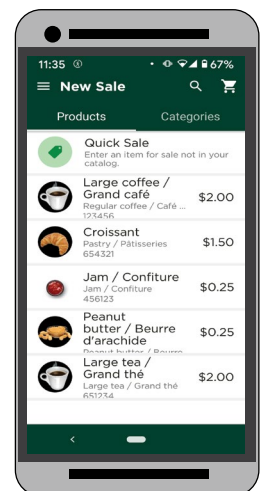 11:35 67%
New Sale
Products Categories
Quick Sale
Enter an item for sale not in your
catalog.
Large coffee /
Grand café $2.00
Regular coffee / Café ...
123456
Croissant
Pastry / Pâtisseries $1.50
654321
Jam / Confiture
Jam / Confiture $0.25
456123
Peanut
butter / Beurre $0.25
d'arachide
Peanut butter / Beurre
Large tea /
Grand thé $2.00
Large tea / Grand thé
651234